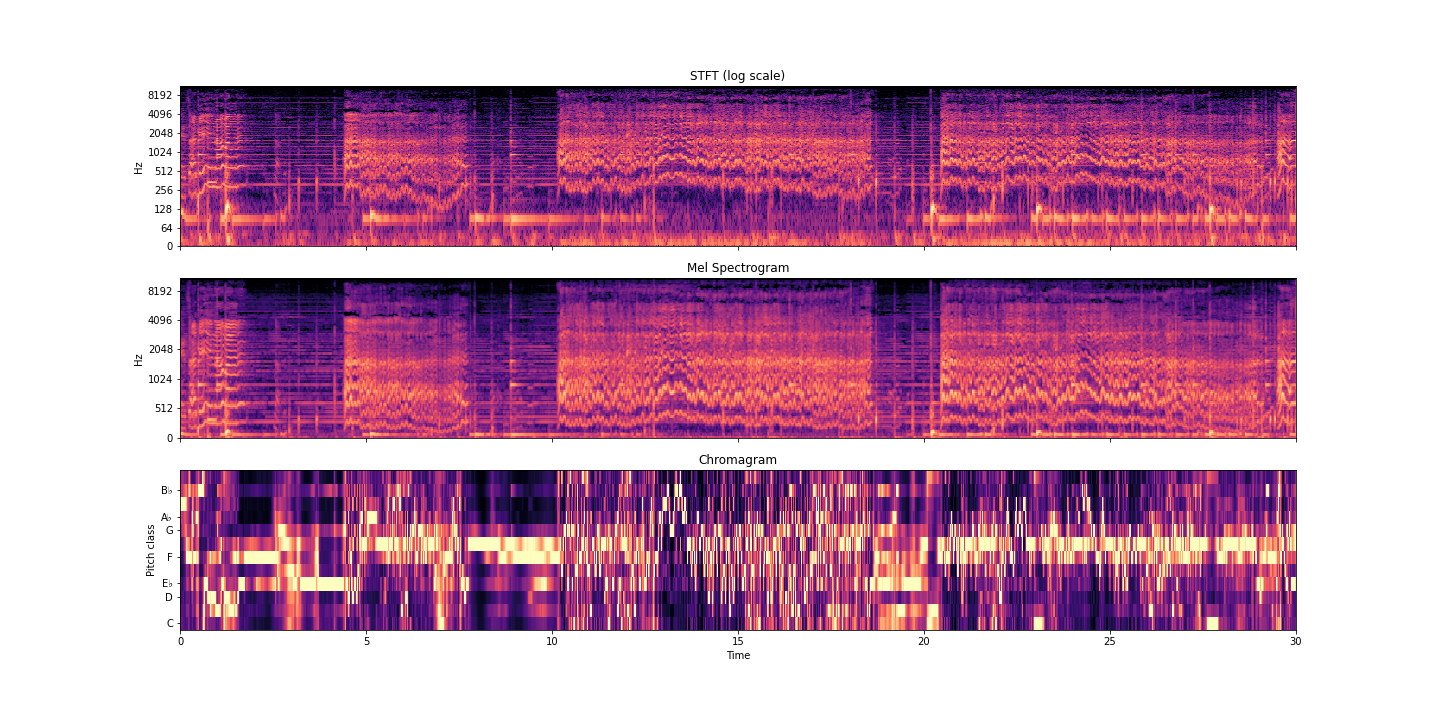 STFT (log scale)
8192
4096
2048
1024
512
256
128
64
0
Hz
Mel Spectrogram
8192
4096
2048
1024
512
0
Hz
Chromagram
B♭
A♭
G
F
E♭
D
C
Pitch class
0 5 10 15 20 25 30
Time